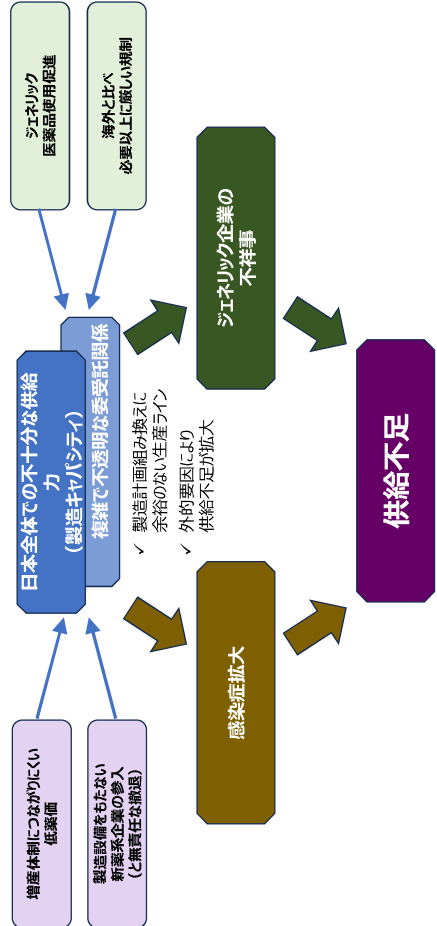 増産体制につながりにくい
低薬価
製造設備をもたない
新薬系企業の参入
(と無責任な撤退)
日本全体での不十分な供給
力
(製造キャパシティ)
複雑で不透明な委受託関係
ジェネリック
医薬品使用促進
海外と比べ
必要以上に厳しい規制
✓ 製造計画組み換えに
余裕のない生産ライン
✓ 外的要因により
供給不足が拡大
感染症拡大
ジェネリック企業の
不祥事
供給不足